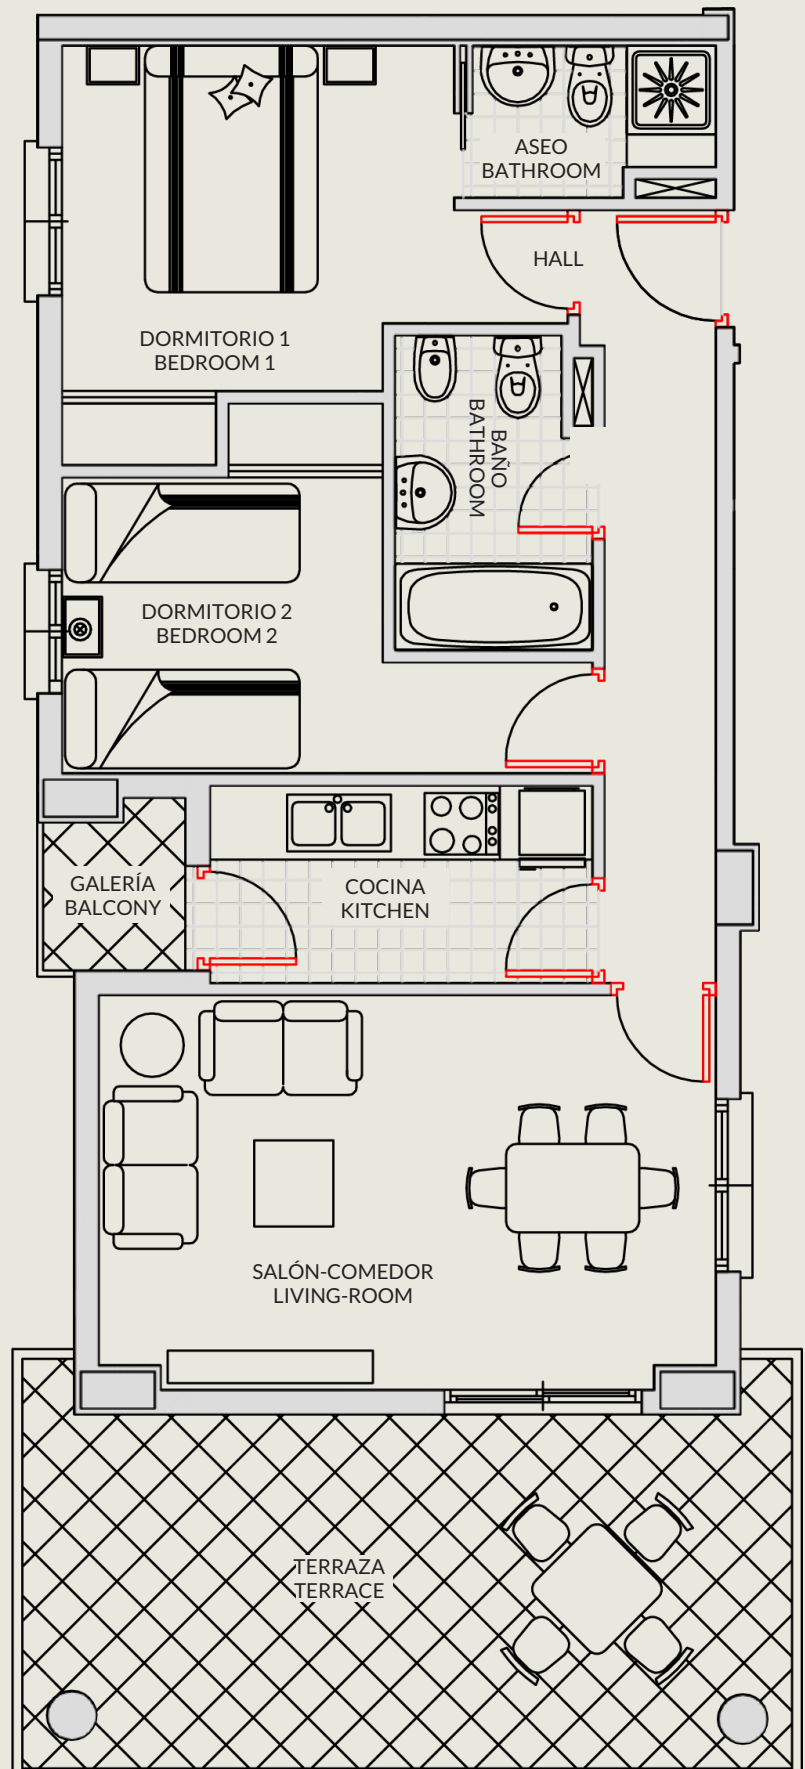 ASEO
BATHROOM
HALL
DORMITORIO 1
BEDROOM 1
BAÑO
BATHROOM
DORMITORIO 2
BEDROOM 2
GALERÍA
BALCONY
COCINA
KITCHEN
SALÓN-COMEDOR
LIVING-ROOM
TERRAZA
TERRACE